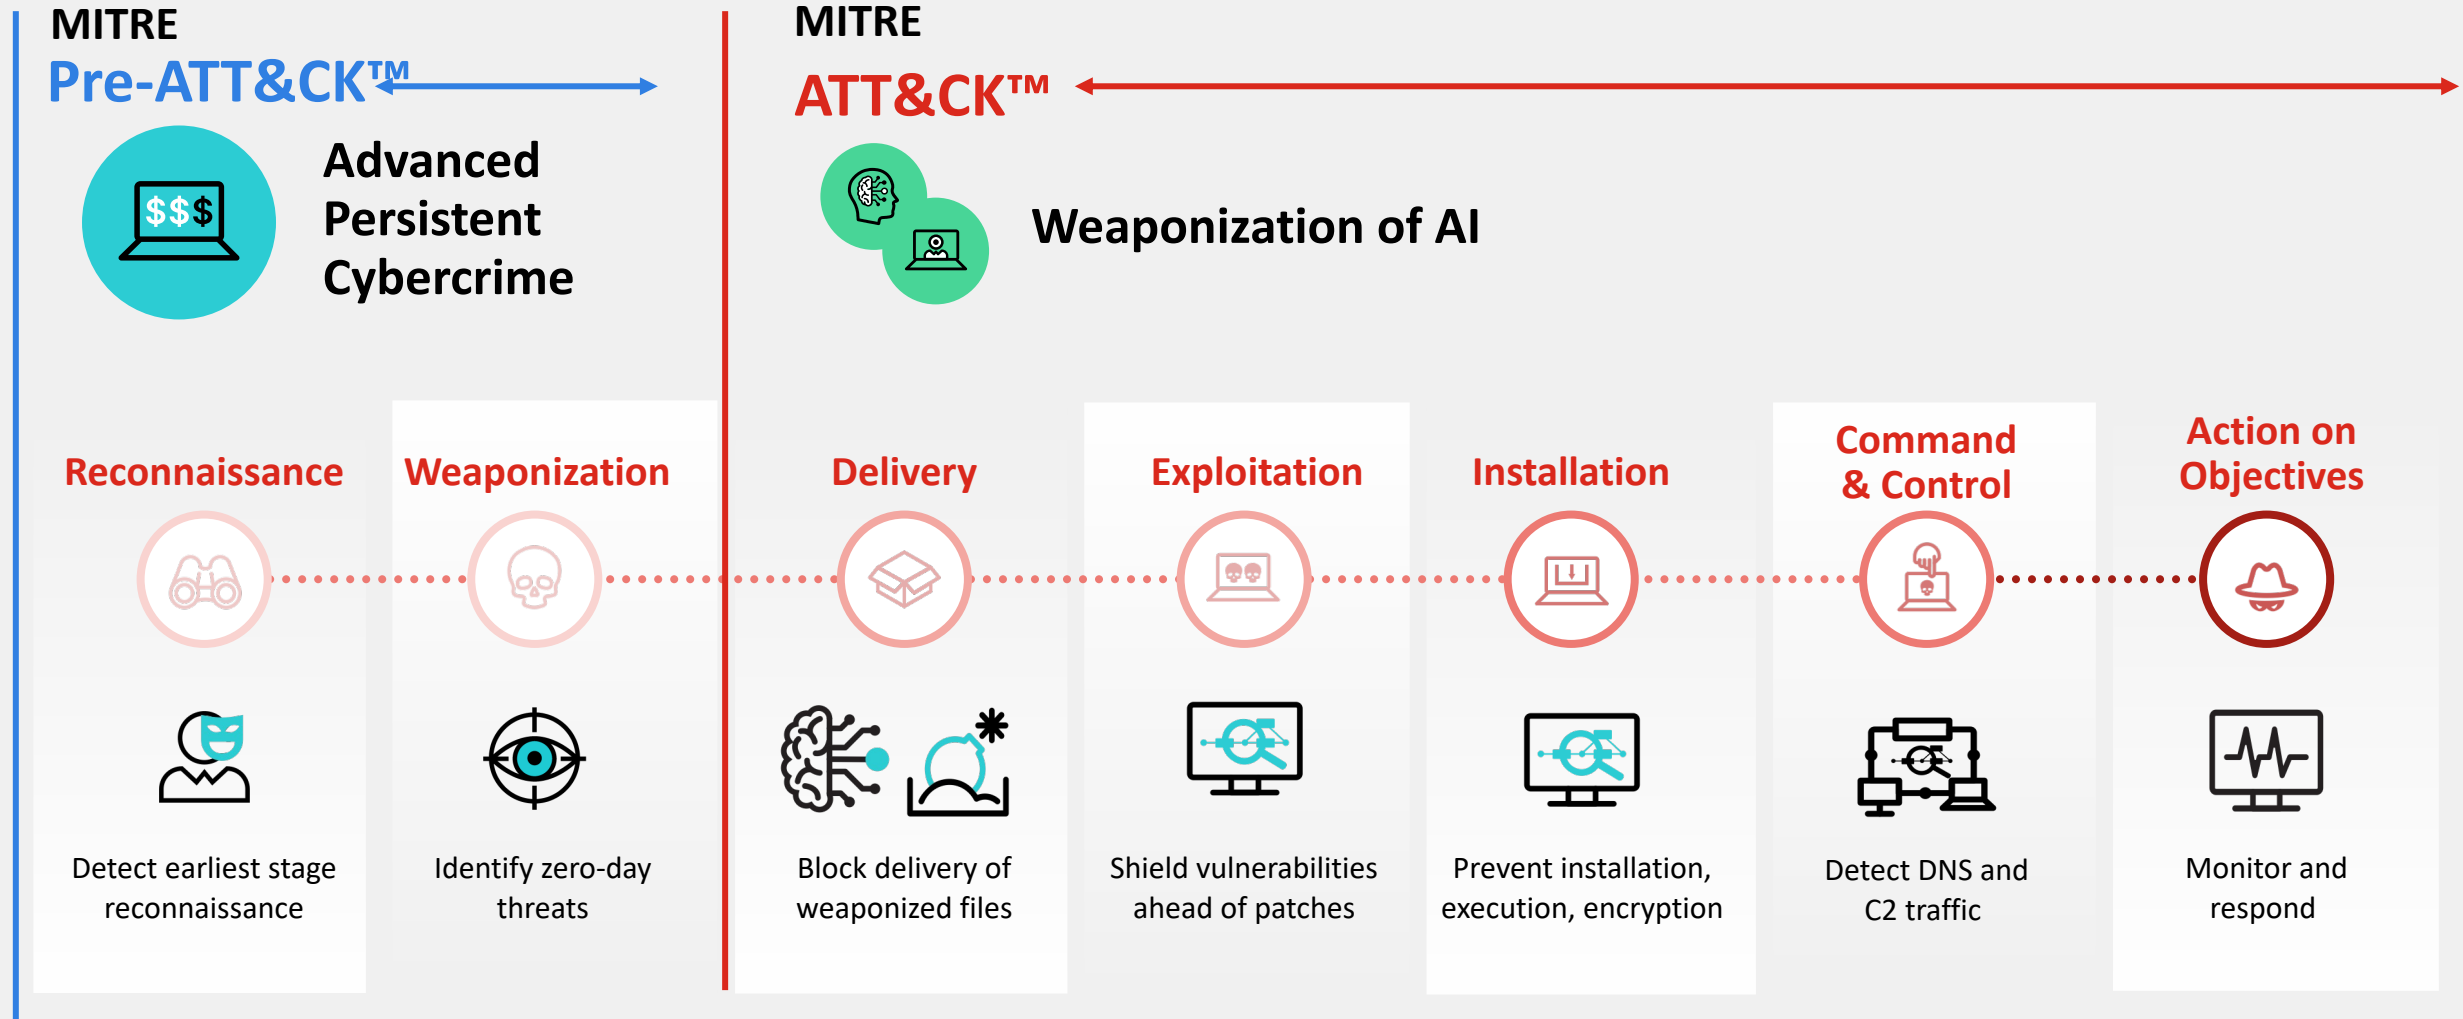 MITRE
Pre-ATT&CK™
Advanced
Persistent
Cybercrime
MITRE
ATT&CK™
Weaponization of AI
$$$
Reconnaissance
Detect earliest stage
reconnaissance
Weaponization
Identify zero-day
threats
Delivery
Block delivery of
weaponized files
Exploitation
Shield vulnerabilities
ahead of patches
Installation
Prevent installation,
execution, encryption
Command
& Control
Detect DNS and
C2 traffic
Action on
Objectives
Monitor and
respond